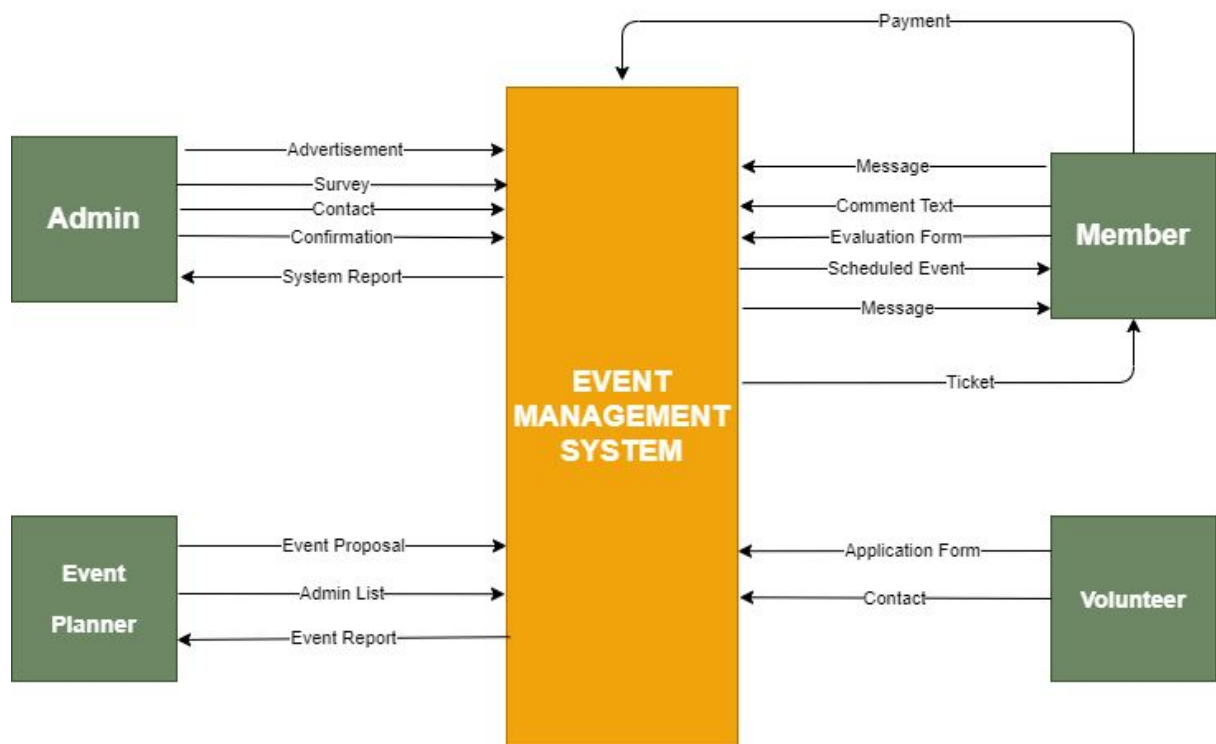 Payment
Admin
Advertisement
Survey
Contact
Confirmation
System Report
EVENT
MANAGEMENT
SYSTEM
Message
Comment Text
Evaluation Form
Scheduled Event
Message
Ticket
Member
Event
Planner
Event Proposal
Admin List
Event Report
Application Form
Contact
Volunteer